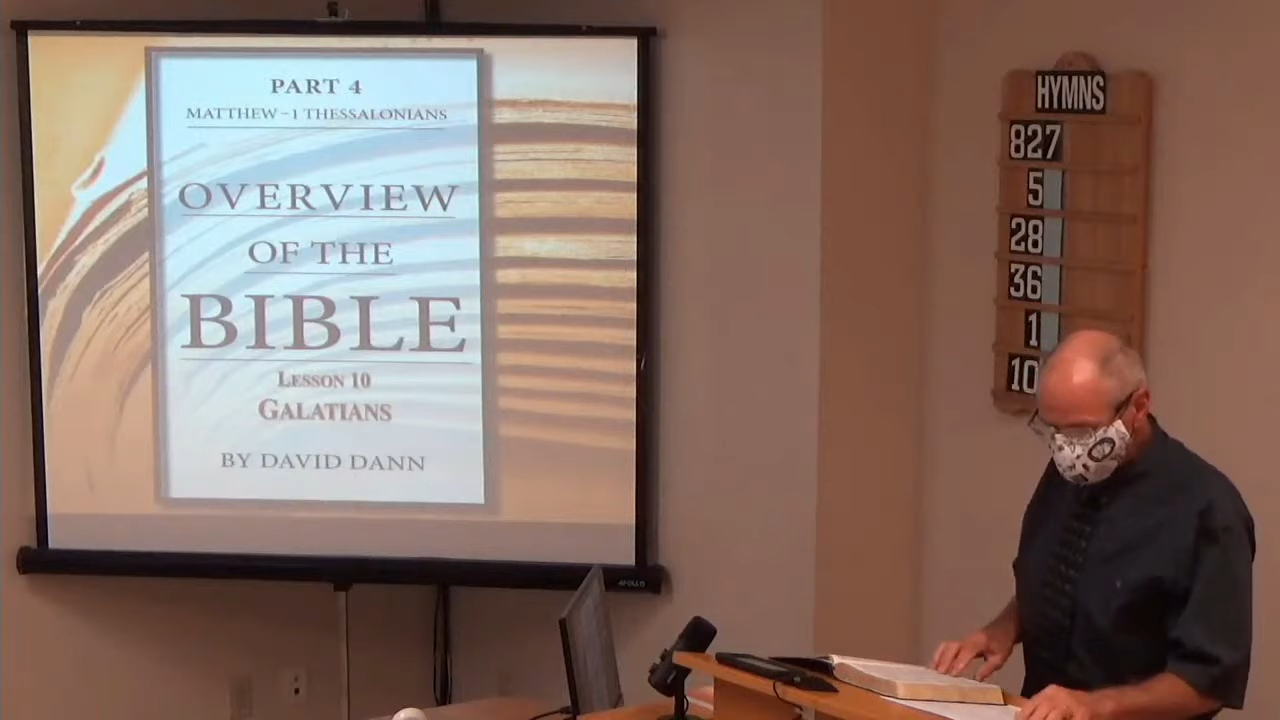 PART 4
MATTHEW – 1 THESSALONIANS
OVERVIEW
OF THE
BIBLE
LESSON 10
GALATIANS
BY DAVID DANN
APOLLO
HYMNS
827
5
28
36
1
10